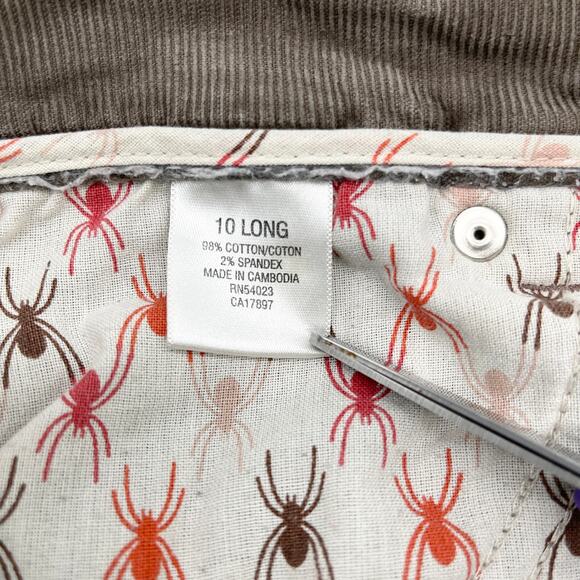 10 LONG
98% COTTON/COTON
2% SPANDEX
MADE IN CAMBODIA
RN54023
CA17897